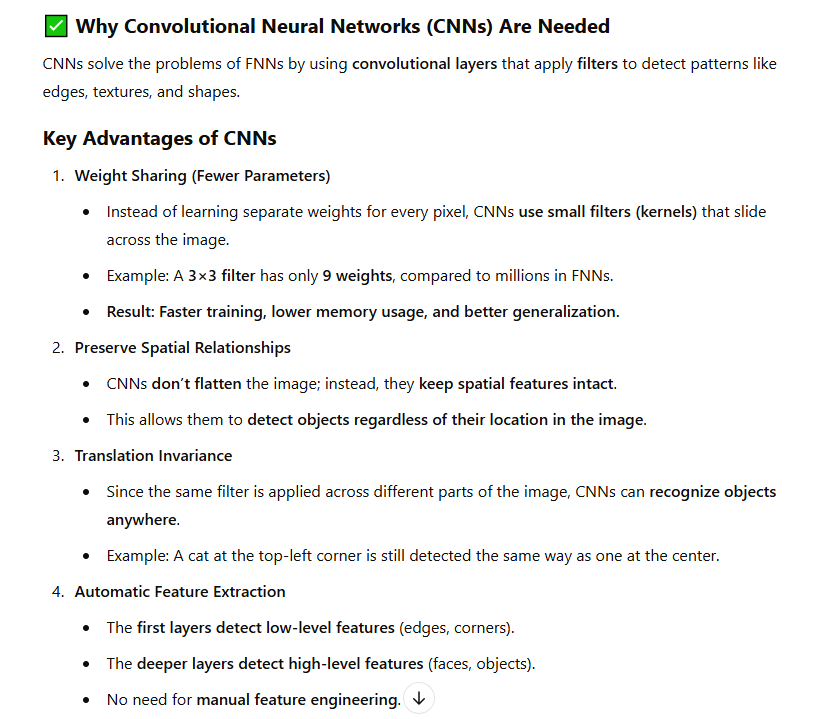 ✅ Why Convolutional Neural Networks (CNNs) Are Needed
CNNs solve the problems of FNNs by using convolutional layers that apply filters to detect patterns like
edges, textures, and shapes.
Key Advantages of CNNs
1. Weight Sharing (Fewer Parameters)
• Instead of learning separate weights for every pixel, CNNs use small filters (kernels) that slide
across the image.
• Example: A 3×3 filter has only 9 weights, compared to millions in FNNs.
• Result: Faster training, lower memory usage, and better generalization.
2. Preserve Spatial Relationships
• CNNs don't flatten the image; instead, they keep spatial features intact.
• This allows them to detect objects regardless of their location in the image.
3. Translation Invariance
• Since the same filter is applied across different parts of the image, CNNs can recognize objects
anywhere.
• Example: A cat at the top-left corner is still detected the same way as one at the center.
4. Automatic Feature Extraction
• The first layers detect low-level features (edges, corners).
• The deeper layers detect high-level features (faces, objects).
• No need for manual feature engineering.